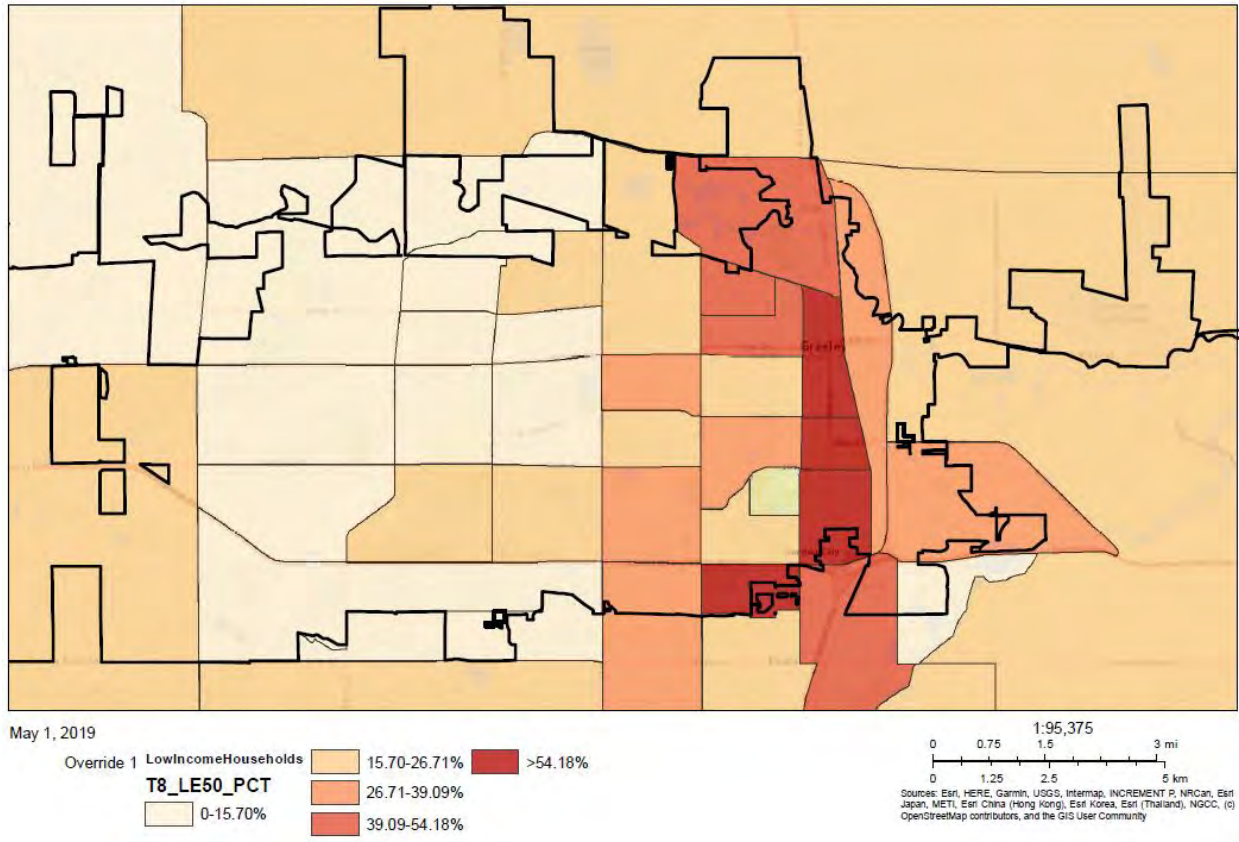 Greeley
May 1, 2019
Override 1 LowIncomeHouseholds
T8_LE50_PCT
0-15.70%
15.70-26.71%
26.71-39.09%
39.09-54.18%
>54.18%
1:95,375
0 0.75 1.5 3 mi
0 1.25 2.5 5 km
Sources: Esri, HERE, Garmin, USGS, Intermap, INCREMENT P, NRCan, Esri
Japan, METI, Esri China (Hong Kong), Esri Korea, Esri (Thailand), NGCC, (c)
OpenStreetMap contributors, and the GIS User Community